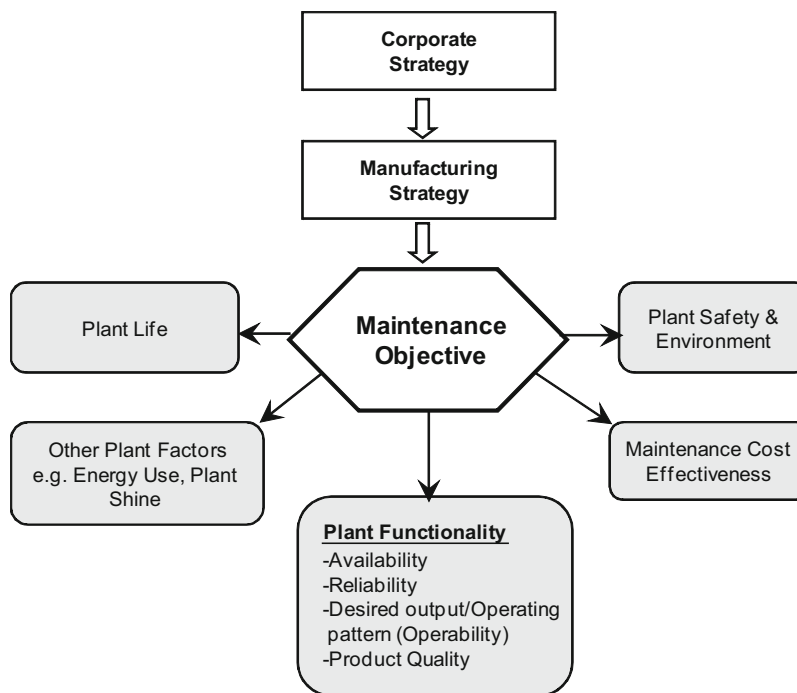 Corporate
Strategy
Manufacturing
Strategy
Maintenance
Objective
Plant Life
Plant Safety &
Environment
Other Plant Factors
e.g. Energy Use, Plant
Shine
Maintenance Cost
Effectiveness
Plant Functionality
-Availability
-Reliability
-Desired output/Operating
pattern (Operability)
-Product Quality